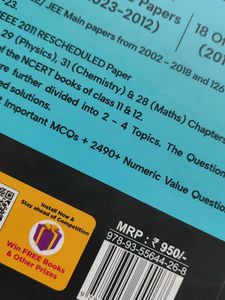 Papers
(2023-2012)
18 O
(201
E] JEE Main papers from 2002 - 2018 and 126
EE 2011 RESCHEDULED Paper
29 (Physics), 31 (Chemistry) & 28 (Maths) Chapters
of the NCERT books of class 11 & 12.
re further divided into 2 - 4 Topics. The Question
ed solutions.
t Important MCQs + 2490+ Numeric Value Question
Install Now &
Stay ahead of Competition
Win FREE Books
& Other Prizes
MRP : ₹ 950/-
978-93-55644-26-8